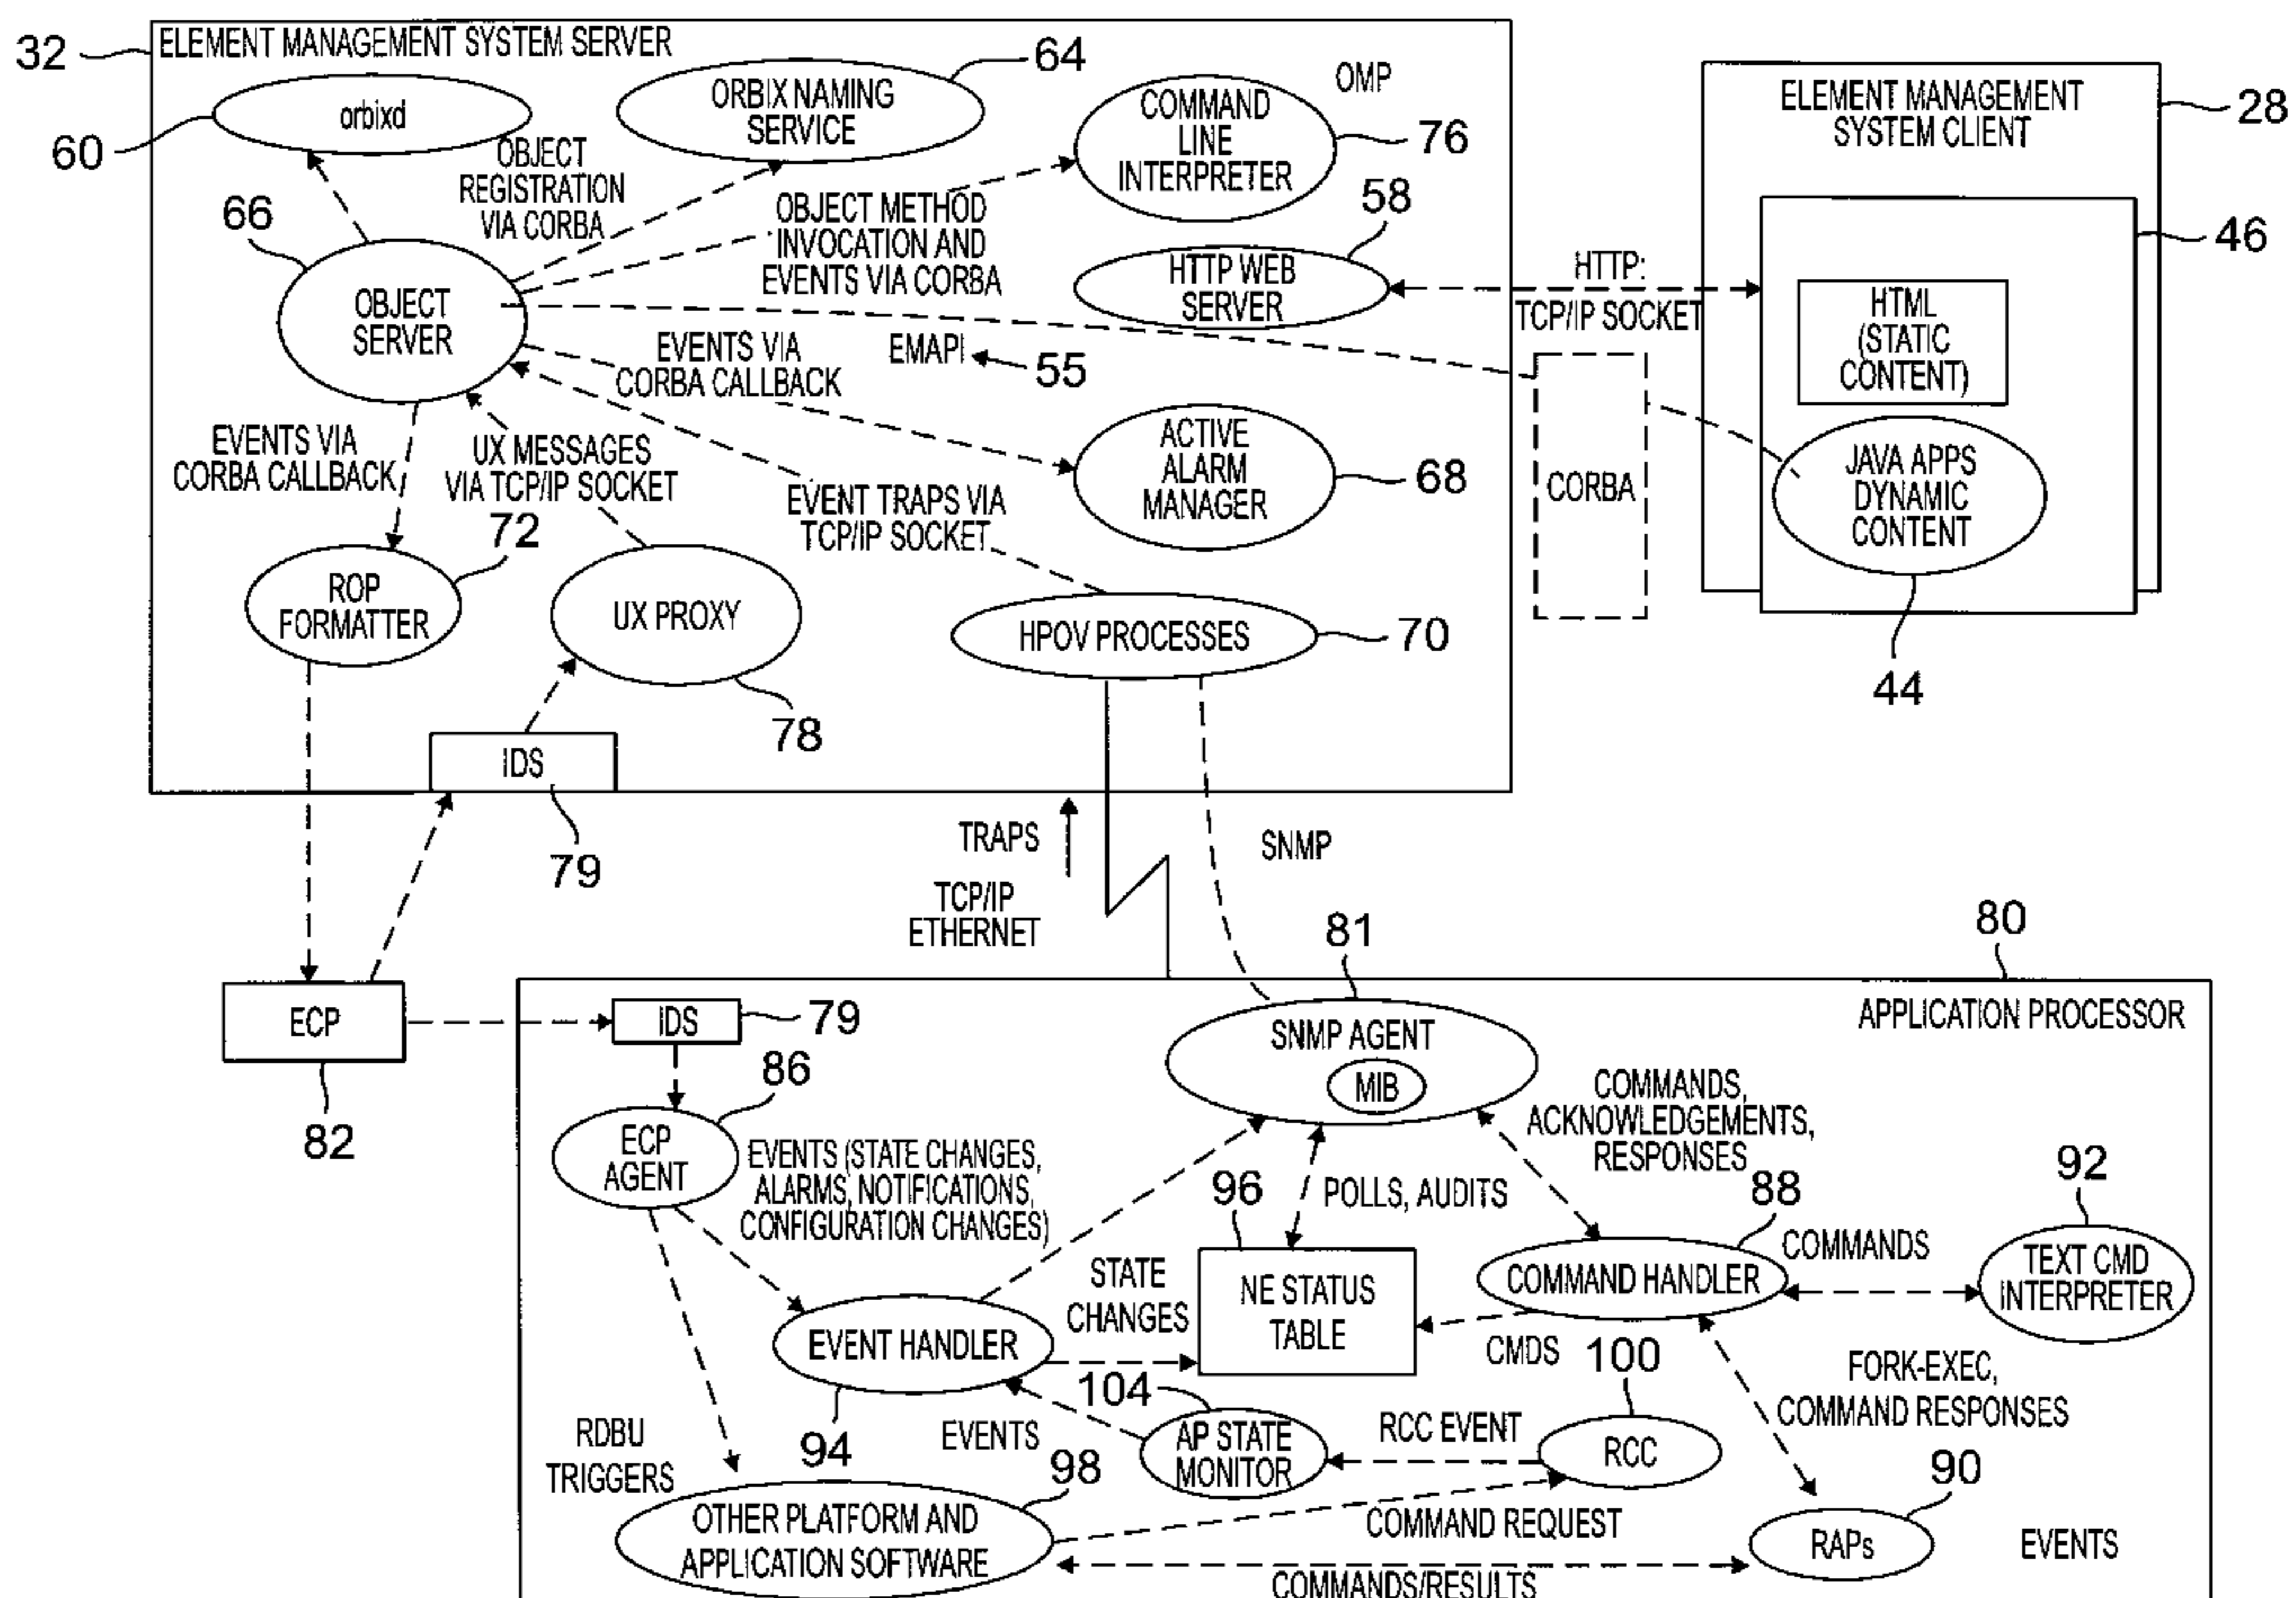 32
ELEMENT MANAGEMENT SYSTEM SERVER
60
orbixd
ORBIX NAMING
SERVICE
64
OMP
COMMAND
LINE
INTERPRETER
76
OBJECT
REGISTRATION
VIA CORBA
66
OBJECT
SERVER
OBJECT METHOD
INVOCATION AND
EVENTS VIA CORBA
58
HTTP WEB
SERVER
HTTP:
TCP/IP SOCKET
ELEMENT MANAGEMENT
SYSTEM CLIENT
28
46
HTML
(STATIC
CONTENT)
JAVA APPS
DYNAMIC
CONTENT
44
CORBA
EMAPI
55
EVENTS VIA
CORBA CALLBACK
EVENTS VIA
CORBA CALLBACK
UX MESSAGES
VIA TCP/IP SOCKET
EVENT TRAPS VIA
TCP/IP SOCKET
ACTIVE
ALARM
MANAGER
68
72
ROP
FORMATTER
UX PROXY
78
HPOV PROCESSES
70
IDS
79
TRAPS
SNMP
TCP/IP
ETHERNET
ECP
82
80
APPLICATION PROCESSOR
IDS
79
81
SNMP AGENT
MIB
86
ECP
AGENT
EVENTS (STATE CHANGES,
ALARMS, NOTIFICATIONS,
CONFIGURATION CHANGES)
COMMANDS,
ACKNOWLEDGEMENTS,
RESPONSES
POLLS, AUDITS
96
NE STATUS
TABLE
STATE
CHANGES
88
COMMAND HANDLER
COMMANDS
92
TEXT CMD
INTERPRETER
CMDS
EVENT HANDLER
94
EVENTS
104
AP STATE
MONITOR
RCC EVENT
100
RCC
FORK-EXEC,
COMMAND RESPONSES
RDBU
TRIGGERS
98
OTHER PLATFORM AND
APPLICATION SOFTWARE
COMMAND REQUEST
90
RAPs
EVENTS
COMMANDS/RESULTS